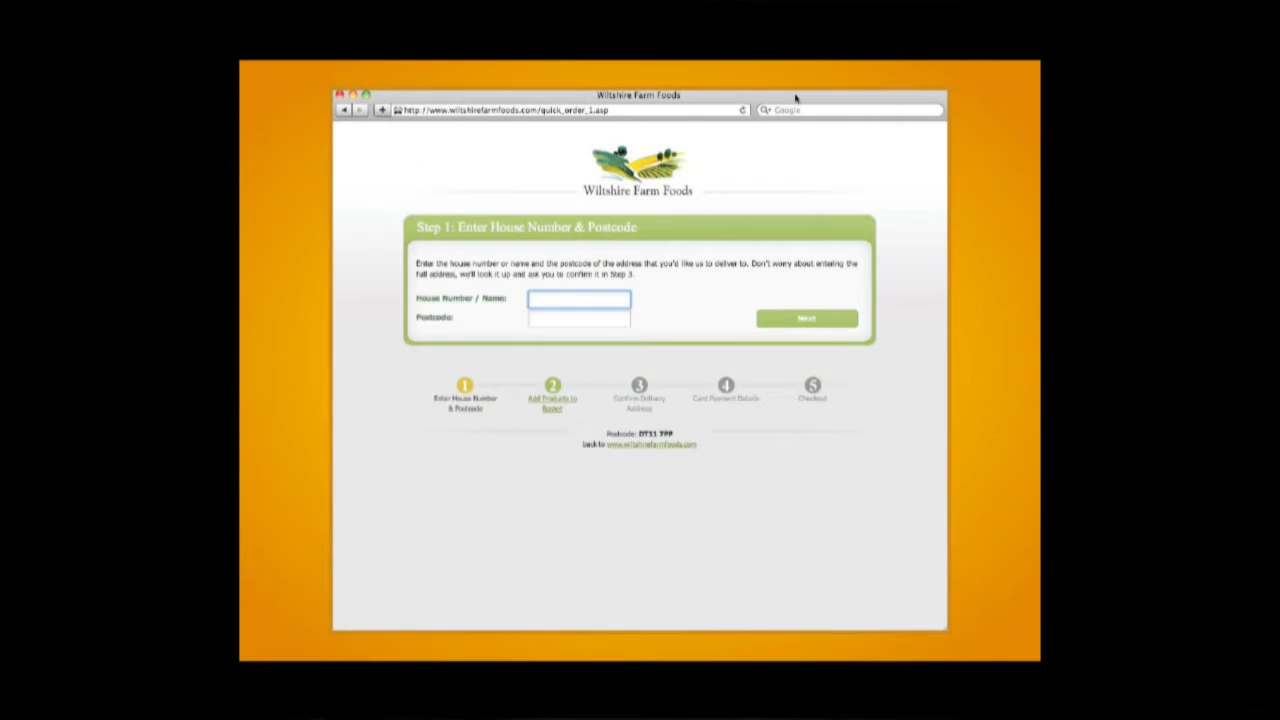 Wiltshire Farm Foods
http://www.wiltshirefarmfoods.com/quick_order_1.asp
Google
Wiltshire Farm Foods
Step 1: Enter House Number & Postcode
Enter the house number or name and the postcode of the address that you'd like us to deliver to. Don't worry about entering the
full address, we'll look it up and ask you to confirm it in Step 3.
House Number / Name:
Postcode:
Next
1 2 3 4 5
Enter House Number Add Products to Confirm Delivery Card Payment Details Checkout
& Postcode Basket Address
Postcode: DT11 7PP
back to www.wiltshirefarmfoods.com